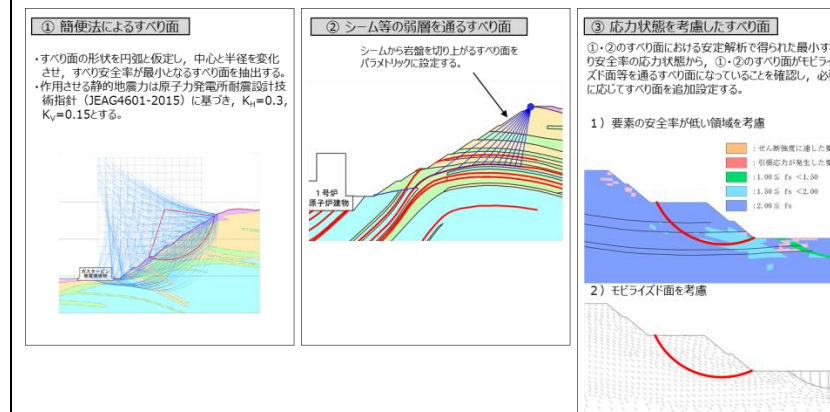 ① 簡便法によるすべり面
・すべり面の形状を円弧と仮定し，中心と半径を変化
させ，すべり安全率が最小となるすべり面を抽出する。
・作用させる静的地震力は原子力発電所耐震設計技
術指針（JEAG4601-2015）に基づき，KH=0.3,
KV=0.15とする。
ガスタービン
発電機建物
② シーム等の弱層を通るすべり面
シームから岩盤を切り上がるすべり面を
パラメトリックに設定する。
1号炉
原子炉建物
③ 応力状態を考慮したすべり面
①・②のすべり面における安定解析で得られた最小すべ
り安全率の応力状態から，①・②のすべり面がモビライ
ズド面等を通るすべり面になっていることを確認し，必
に応じてすべり面を追加設定する。
1）要素の安全率が低い領域を考慮
：せん断強度に達した要
：引張応力が発生した要
：1.00≦ fs <1.50
：1.50≦ fs <2.00
：2.00≦ fs
2）モビライズド面を考慮